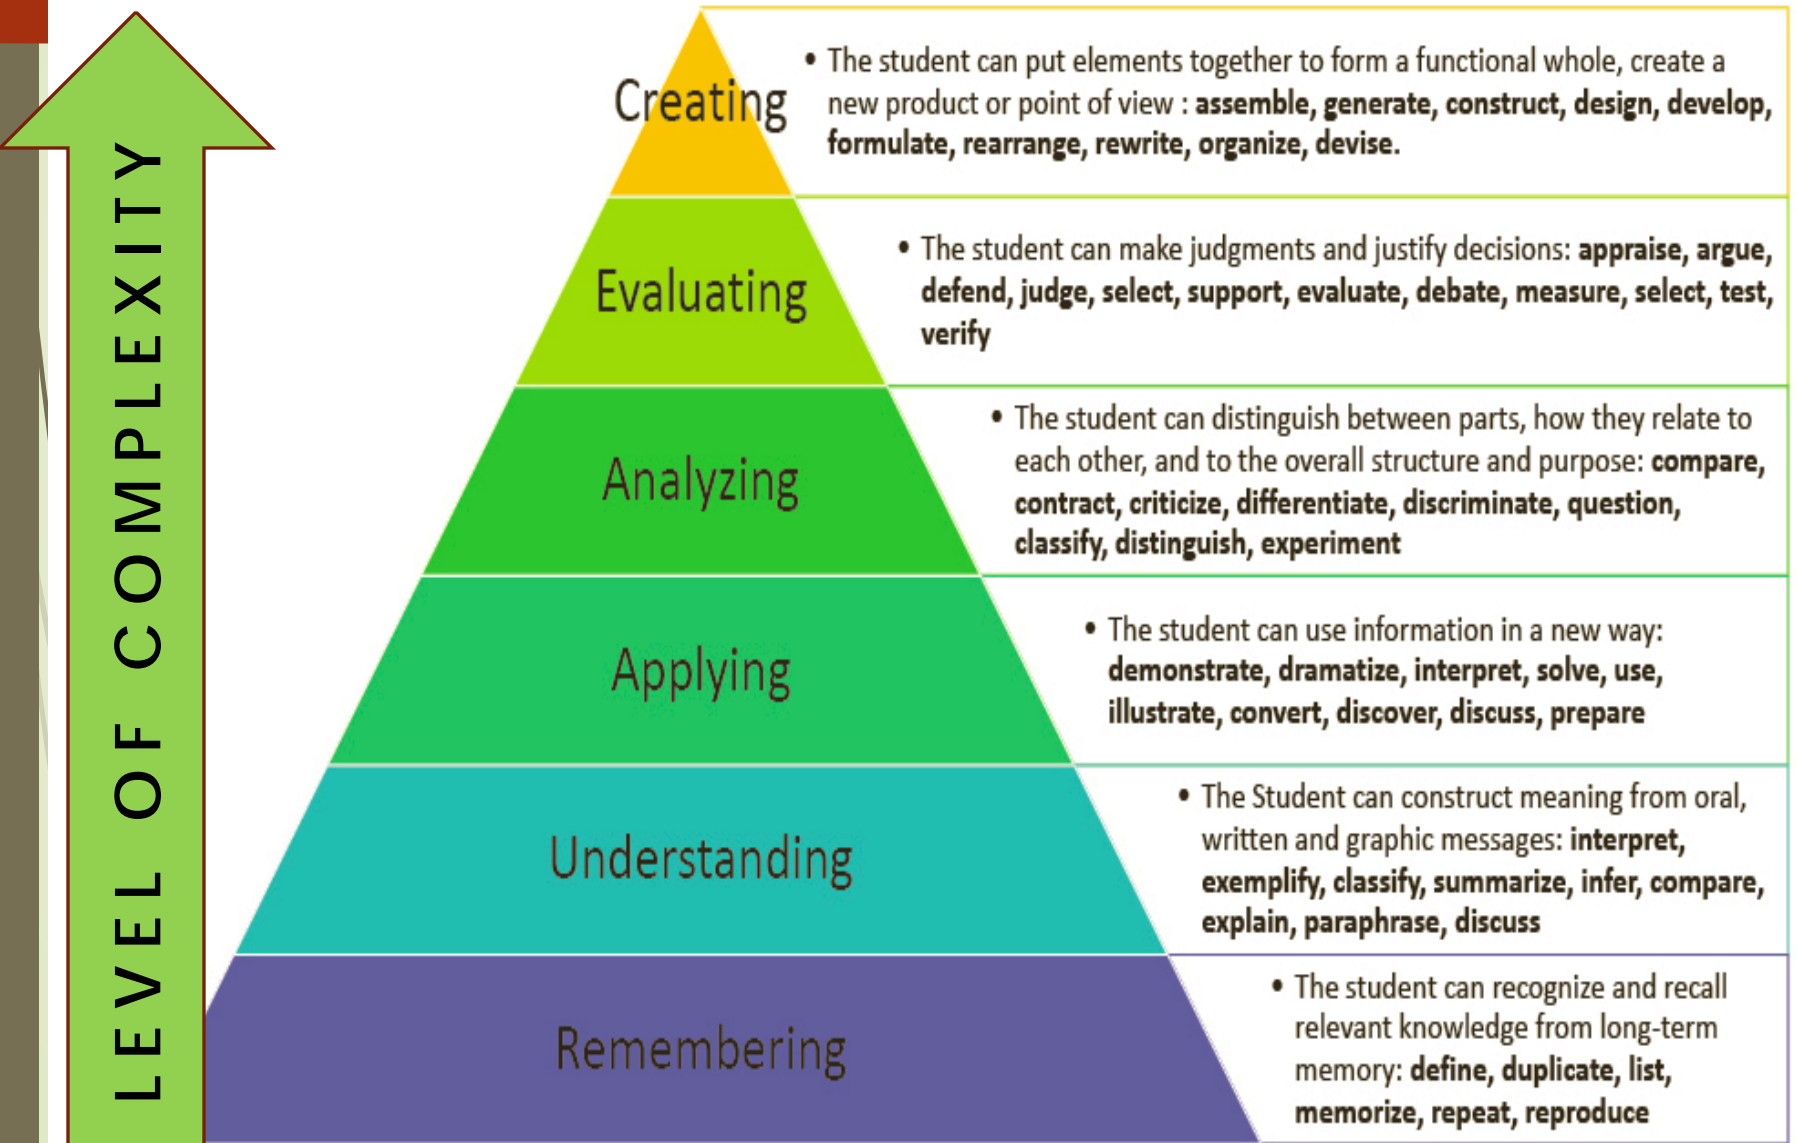 LEVEL OF COMPLEXITY
Creating
• The student can put elements together to form a functional whole, create a
new product or point of view : assemble, generate, construct, design, develop,
formulate, rearrange, rewrite, organize, devise.
Evaluating
• The student can make judgments and justify decisions: appraise, argue,
defend, judge, select, support, evaluate, debate, measure, select, test,
verify
Analyzing
• The student can distinguish between parts, how they relate to
each other, and to the overall structure and purpose: compare,
contract, criticize, differentiate, discriminate, question,
classify, distinguish, experiment
Applying
• The student can use information in a new way:
demonstrate, dramatize, interpret, solve, use,
illustrate, convert, discover, discuss, prepare
Understanding
• The Student can construct meaning from oral,
written and graphic messages: interpret,
exemplify, classify, summarize, infer, compare,
explain, paraphrase, discuss
Remembering
• The student can recognize and recall
relevant knowledge from long-term
memory: define, duplicate, list,
memorize, repeat, reproduce